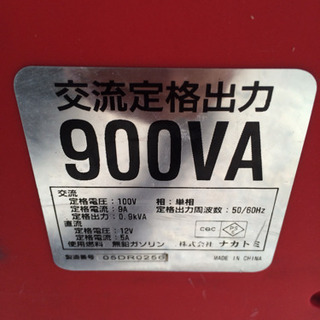 交流定格出力
900VA
交流
定格電圧：100V 相：単相
定格電流：9A 定格出力周波数：50/60Hz
定格出力：0.9kVA
直流
定格電圧：12V CQC
定格電流：5A
使用燃料 無鉛ガソリン 株式会社 ナカトミ
製造番号 05DR0256 MADE IN CHINA